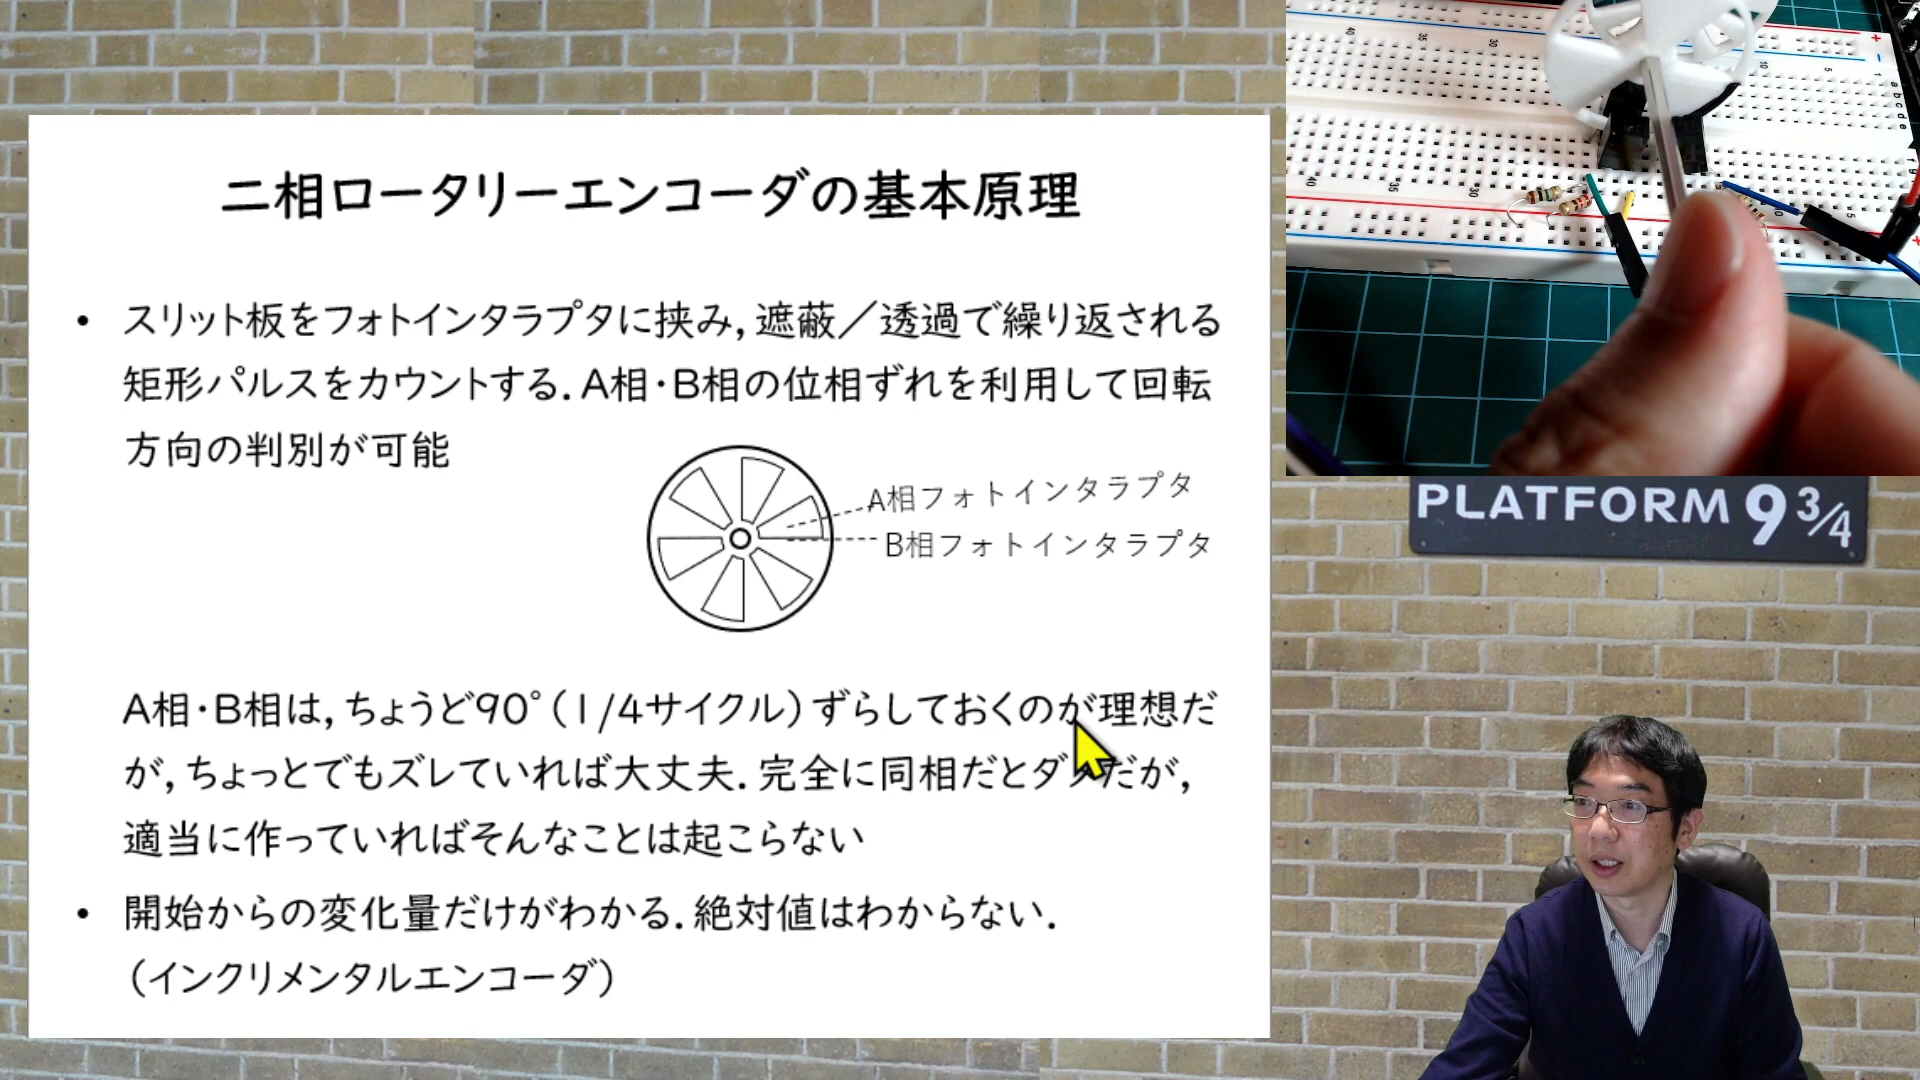 二相ロータリーエンコーダの基本原理
• スリット板をフォトインタラプタに挟み,遮蔽／透過で繰り返される
矩形パルスをカウントする.A相・B相の位相ずれを利用して回転
方向の判別が可能
A相フォトインタラプタ
B相フォトインタラプタ
A相・B相は,ちょうど90°(1/4サイクル)ずらしておくのが理想だ
が,ちょっとでもズレていれば大丈夫.完全に同相だとダメだが,
適当に作っていればそんなことは起こらない
• 開始からの変化量だけがわかる.絶対値はわからない.
(インクリメンタルエンコーダ)
PLATFORM 9 3/4
40
35
30
10
5
a b c d e
40
35
30